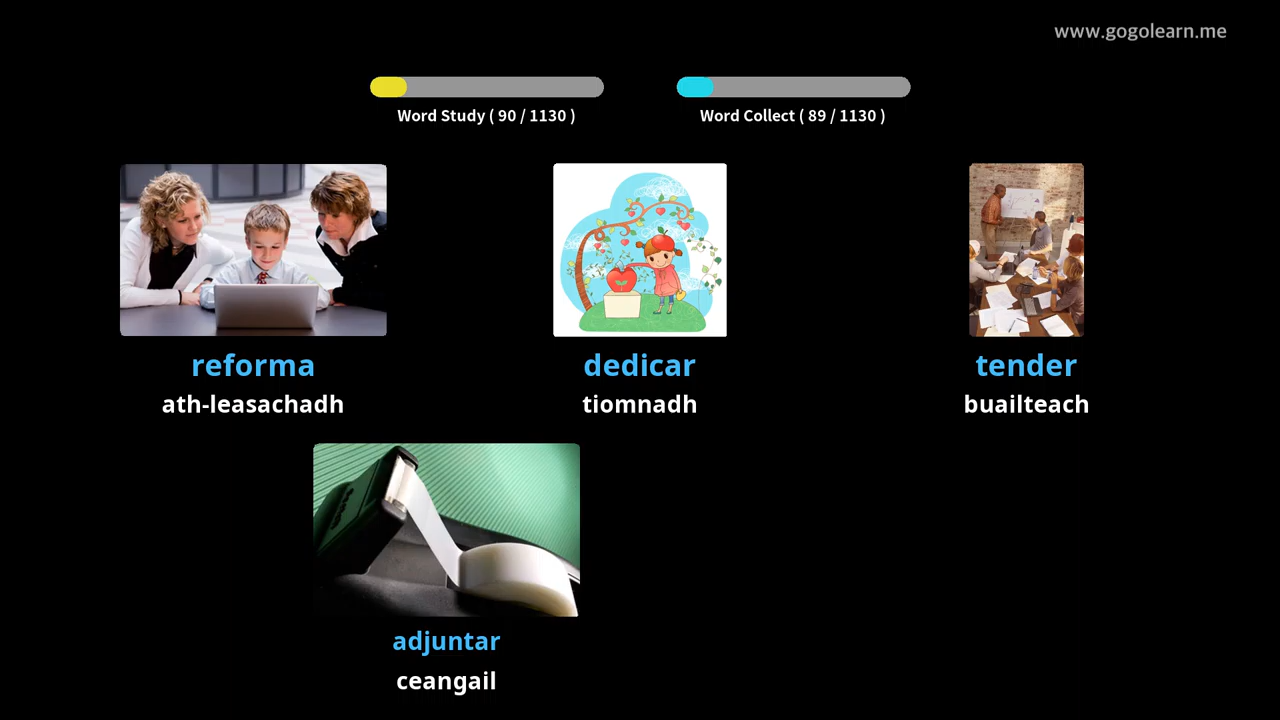 www.gogolearn.me
Word Study ( 90 / 1130 )
Word Collect ( 89 / 1130 )
reforma
ath-leasachadh
dedicar
tiomnadh
tender
buailteach
adjuntar
ceangail